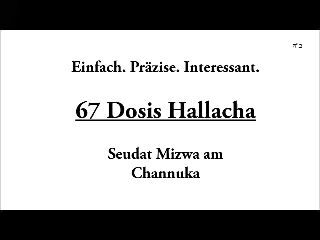 ב"ה
Einfach. Präzise. Interessant.
67 Dosis Hallacha
Seudat Mizwa am
Channuka